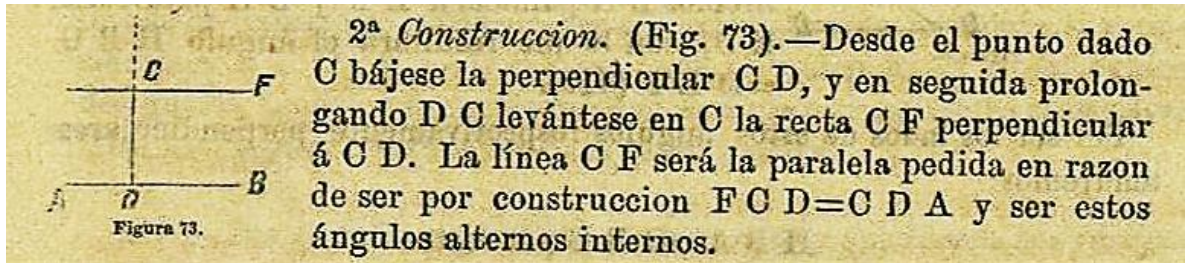 2ª Construccion. (Fig. 73).—Desde el punto dado
C bájese la perpendicular C D, y en seguida prolon-
gando D C levántese en C la recta C F perpendicular
á C D. La línea C F será la paralela pedida en razon
de ser por construccion F C D=C D A y ser estos
ángulos alternos internos.
C
F
A
D
B
Figura 73.